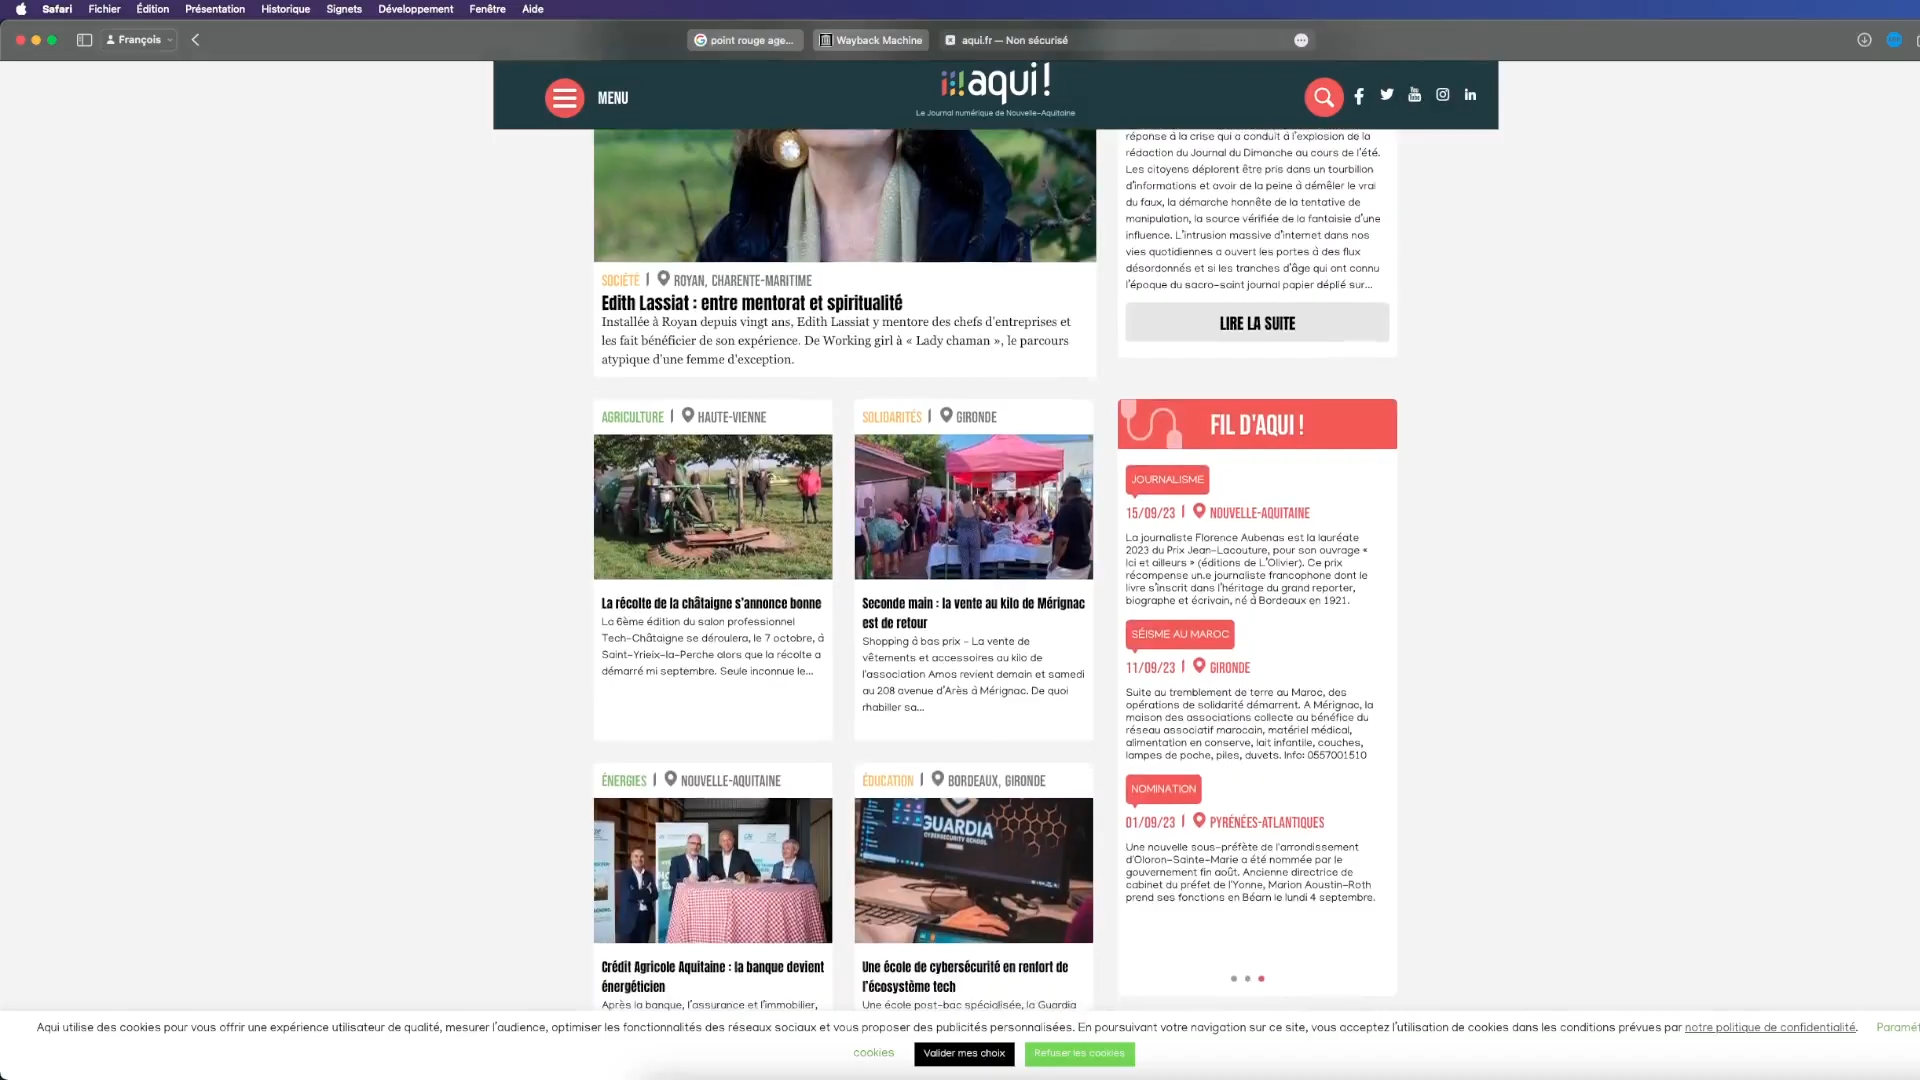 Safari Fichier Édition Présentation Historique Signets Développement Fenêtre Aide
François
point rouge age...
Wayback Machine
aqui.fr — Non sécurisé
MENU
aqui!
Le Journal numérique de Nouvelle-Aquitaine
SOCIÉTÉ | ROYAN, CHARENTE-MARITIME
Edith Lassiat : entre mentorat et spiritualité
Installée à Royan depuis vingt ans, Edith Lassiat y mentore des chefs d'entreprises et
les fait bénéficier de son expérience. De Working girl à « Lady chaman », le parcours
atypique d'une femme d'exception.
réponse à la crise qui a conduit à l'explosion de la
rédaction du Journal du Dimanche au cours de l'été.
Les citoyens déplorent être pris dans un tourbillon
d'informations et avoir de la peine à démêler le vrai
du faux, la démarche honnête de la tentative de
manipulation, la source vérifiée de la fantaisie d'une
influence. L'intrusion massive d'internet dans nos
vies quotidiennes a ouvert les portes à des flux
désordonnés et si les tranches d'âge qui ont connu
l'époque du sacro-saint journal papier déplié sur...
LIRE LA SUITE
AGRICULTURE | HAUTE-VIENNE
La récolte de la châtaigne s'annonce bonne
La 6ème édition du salon professionnel
Tech-Châtaigne se déroulera, le 7 octobre, à
Saint-Yrieix-la-Perche alors que la récolte a
démarré mi septembre. Seule inconnue le...
SOLIDARITÉS | GIRONDE
Seconde main : la vente au kilo de Mérignac
est de retour
Shopping à bas prix - La vente de
vêtements et accessoires au kilo de
l'association Amos revient demain et samedi
au 208 avenue d'Arès à Mérignac. De quoi
rhabiller sa...
FIL D'AQUI !
JOURNALISME
15/09/23 | NOUVELLE-AQUITAINE
La journaliste Florence Aubenas est la lauréate
2023 du Prix Jean-Lacouture, pour son ouvrage «
Ici et ailleurs » (éditions de L'Olivier). Ce prix
récompense un.e journaliste francophone dont le
livre s'inscrit dans l'héritage du grand reporter,
biographe et écrivain, né à Bordeaux en 1921.
SÉISME AU MAROC
11/09/23 | GIRONDE
Suite au tremblement de terre au Maroc, des
opérations de solidarité démarrent. A Mérignac, la
maison des associations collecte au bénéfice du
réseau associatif marocain, matériel médical,
alimentation en conserve, lait infantile, couches,
lampes de poche, piles, duvets. Info: 0557001510
NOMINATION
01/09/23 | PYRÉNÉES-ATLANTIQUES
Une nouvelle sous-préfète de l'arrondissement
d'Oloron-Sainte-Marie a été nommée par le
gouvernement fin août. Ancienne directrice de
cabinet du préfet de l'Yonne, Marion Aoustin-Roth
prend ses fonctions en Béarn le lundi 4 septembre.
ÉNERGIES | NOUVELLE-AQUITAINE
Crédit Agricole Aquitaine : la banque devient
énergéticien
Après la banque, l'assurance et l'immobilier,
ÉDUCATION | BORDEAUX, GIRONDE
GUARDIA
CYBERSECURITY SCHOOL
Une école de cybersécurité en renfort de
l'écosystème tech
Une école post-bac spécialisée, la Guardia
Aqui utilise des cookies pour vous offrir une expérience utilisateur de qualité, mesurer l'audience, optimiser les fonctionnalités des réseaux sociaux et vous proposer des publicités personnalisées. En poursuivant votre navigation sur ce site, vous acceptez l'utilisation de cookies dans les conditions prévues par notre politique de confidentialité. Paramét
cookies
Valider mes choix
Refuser les cookies